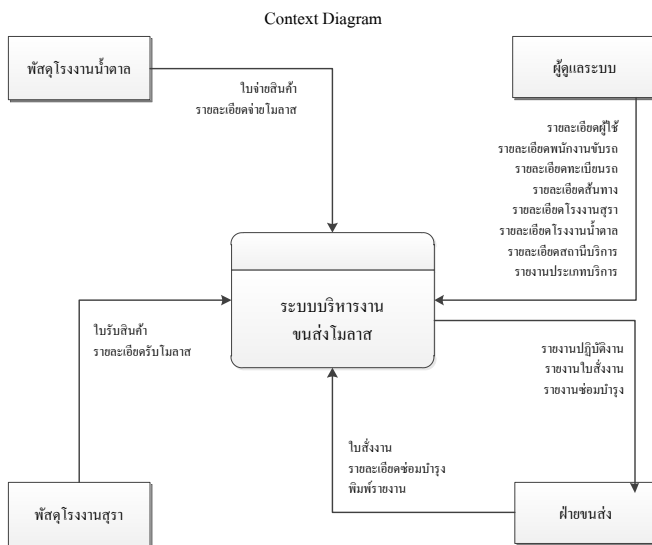 Context Diagram
พัสดุโรงงานน้ำตาล
ผู้ดูแลระบบ
ใบจ่ายสินค้า
รายละเอียดจ่ายโมลาส
รายละเอียดผู้ใช้
รายละเอียดพนักงานขับรถ
รายละเอียดทะเบียนรถ
รายละเอียดส้นทาง
รายละเอียดโรงงานสุรา
รายละเอียดโรงงานน้ำตาล
รายละเอียดสถานีบริการ
รายงานประเภทบริการ
ระบบบริหารงาน
ขนส่งโมลาส
ใบรับสินค้า
รายละเอียดรับโมลาส
รายงานปฏิบัติงาน
รายงานใบสั่งงาน
รายงานซ่อมบำรุง
ใบสั่งงาน
รายละเอียดซ่อมบำรุง
พิมพ์รายงาน
พัสดุโรงงานสุรา
ฝ่ายขนส่ง